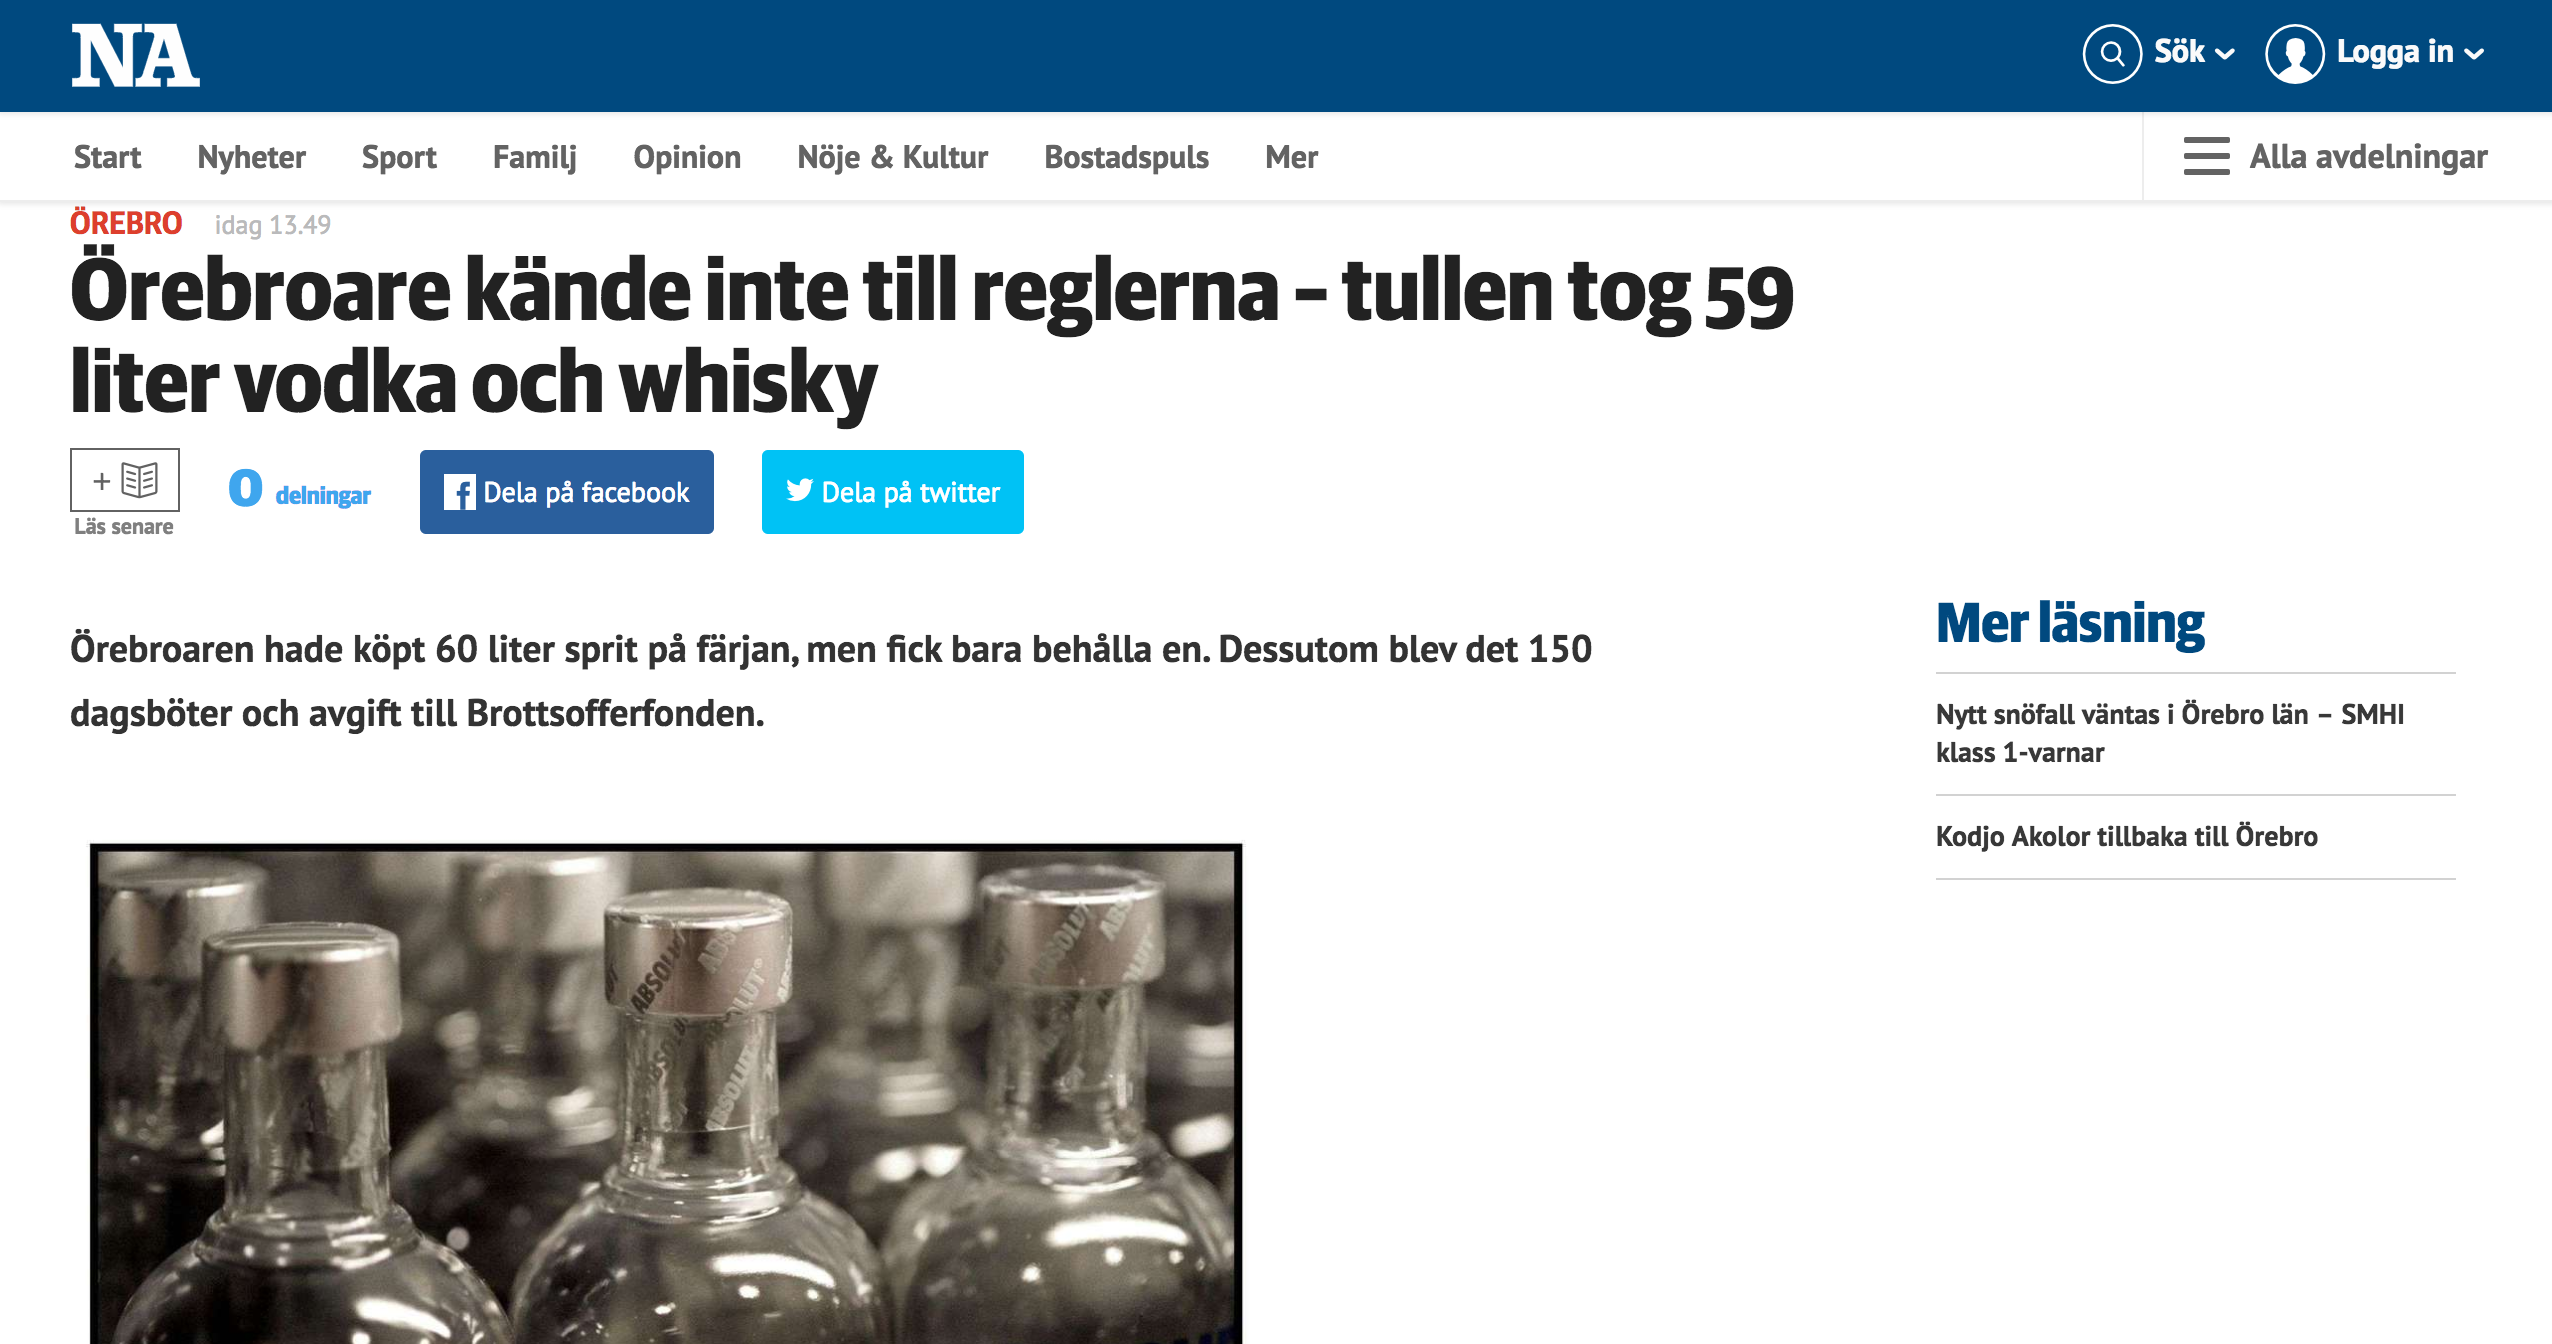 NA
Sök
Logga in
Start Nyheter Sport Familj Opinion Nöje & Kultur Bostadspuls Mer
Alla avdelningar
ÖREBRO idag 13.49
Örebroare kände inte till reglerna – tullen tog 59
liter vodka och whisky
+
Läs senare
0 delningar
Dela på facebook
Dela på twitter
Örebroaren hade köpt 60 liter sprit på färjan, men fick bara behålla en. Dessutom blev det 150
dagsböter och avgift till Brottsofferfonden.
Mer läsning
Nytt snöfall väntas i Örebro län – SMHI
klass 1-varnar
Kodjo Akolor tillbaka till Örebro
ABSOLUT
ABSOLUT